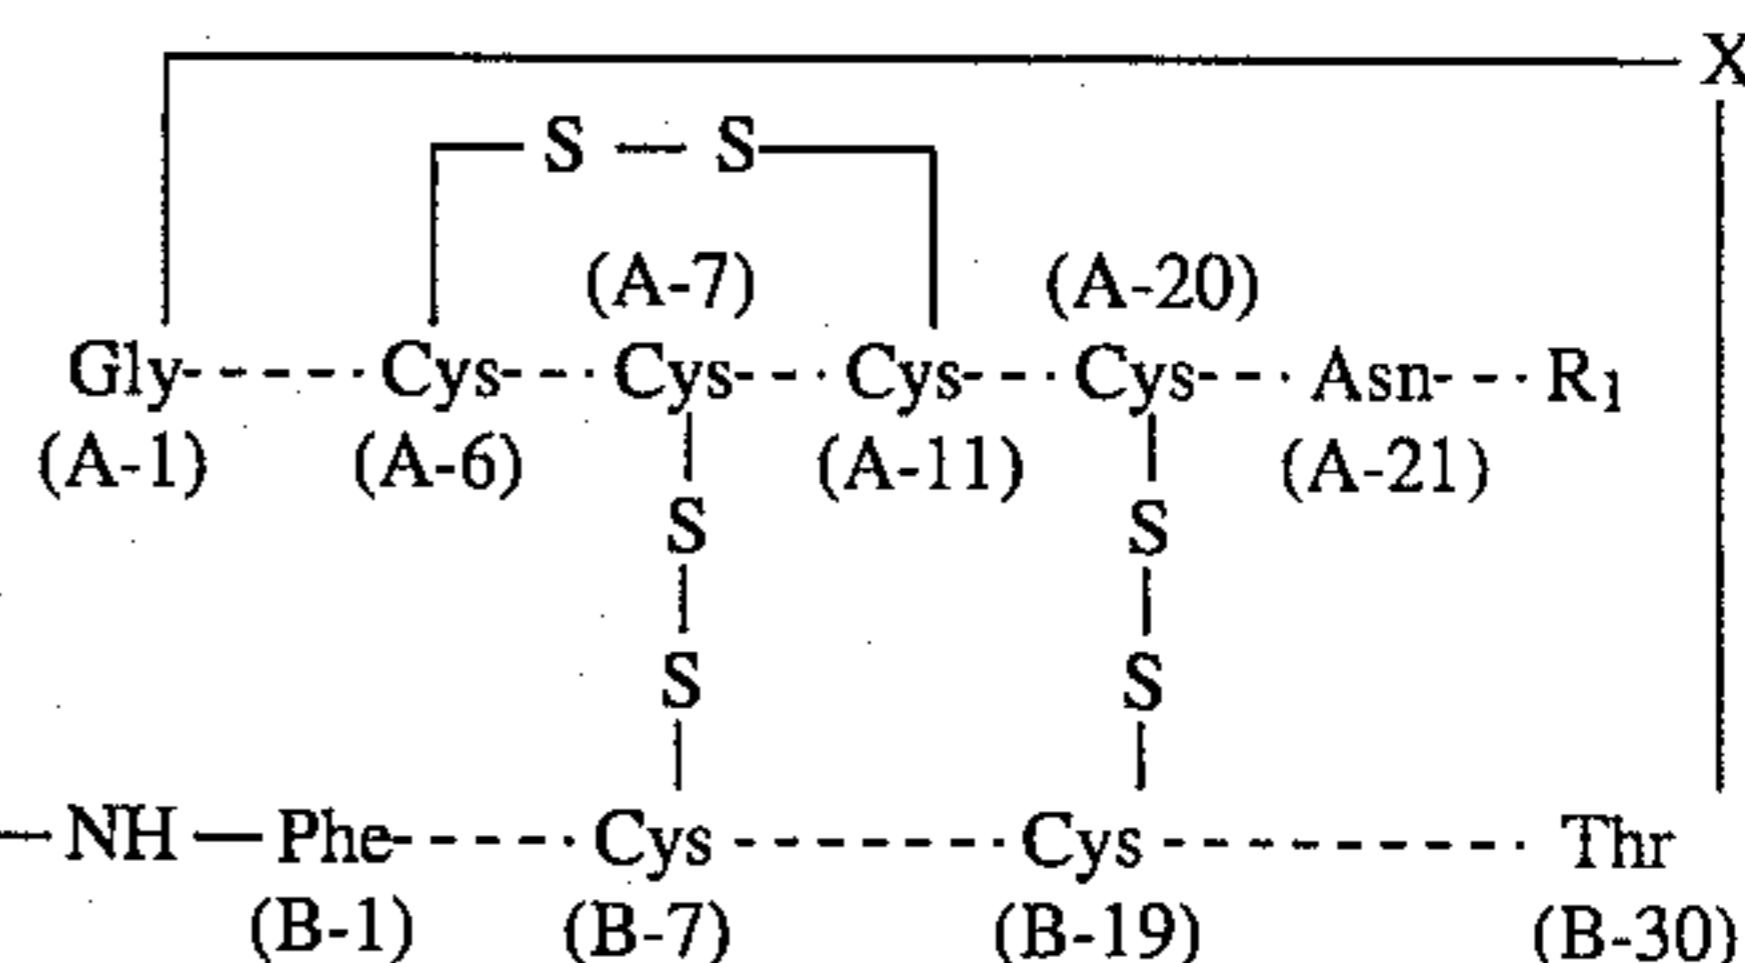 X
S — S
(A-7) (A-20)
Gly-----Cys---Cys---Cys---Cys---Asn---R₁
(A-1) (A-6) (A-11) (A-21)
S S
S S
—NH—Phe-----Cys-------Cys---------Thr
(B-1) (B-7) (B-19) (B-30)